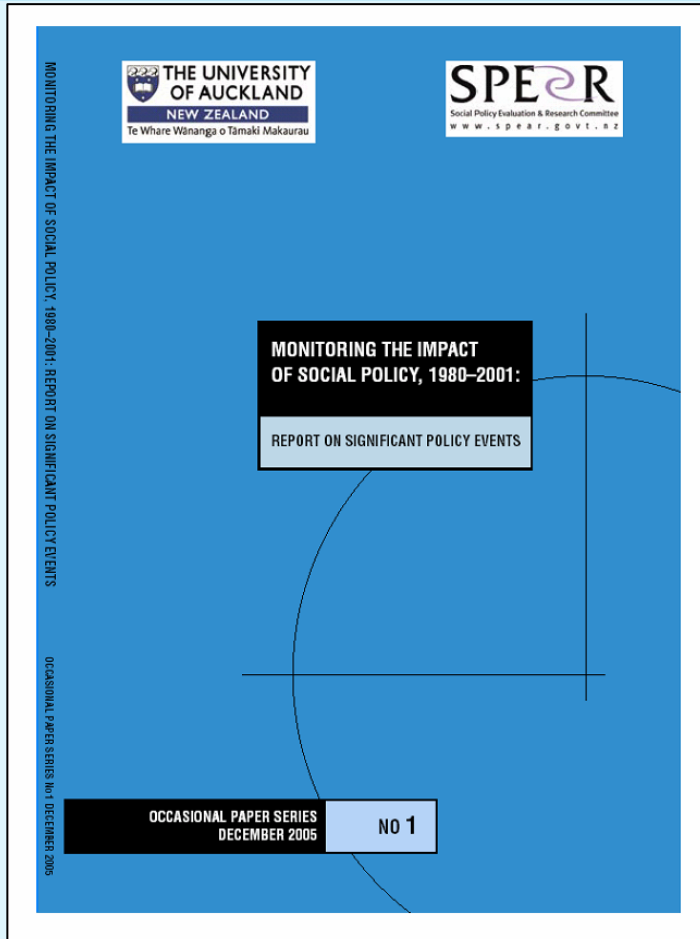 THE UNIVERSITY
OF AUCKLAND
NEW ZEALAND
Te Whare Wānanga o Tāmaki Makaurau
SPEaR
Social Policy Evaluation & Research Committee
www.spear.govt.nz
MONITORING THE IMPACT OF SOCIAL POLICY, 1980–2001: REPORT ON SIGNIFICANT POLICY EVENTS
MONITORING THE IMPACT
OF SOCIAL POLICY, 1980–2001:
REPORT ON SIGNIFICANT POLICY EVENTS
OCCASIONAL PAPER SERIES No1 DECEMBER 2005
OCCASIONAL PAPER SERIES
DECEMBER 2005
NO 1